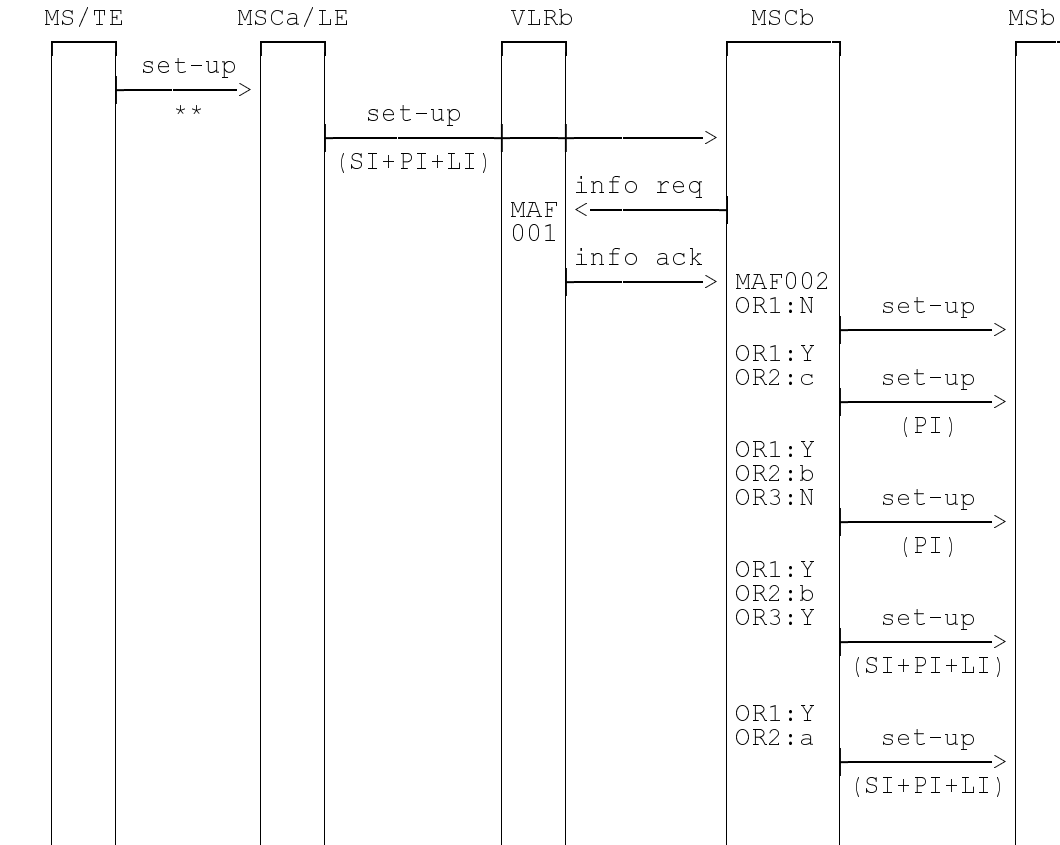 MS/TE MSCa/LE VLRb MSCb MSb
set-up
**
set-up
(SI+PI+LI)
info req
MAF
001
info ack
MAF002
OR1:N set-up
OR1:Y
OR2:c set-up
(PI)
OR1:Y
OR2:b
OR3:N set-up
(PI)
OR1:Y
OR2:b
OR3:Y set-up
(SI+PI+LI)
OR1:Y
OR2:a set-up
(SI+PI+LI)